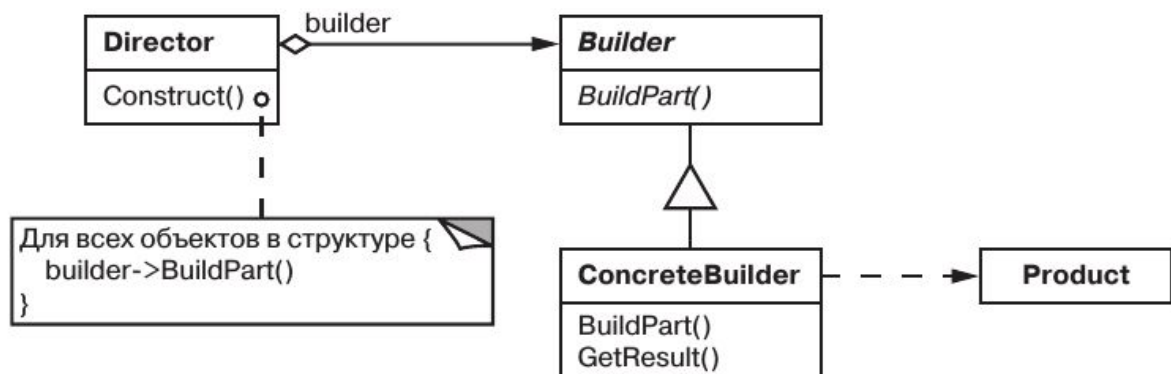 Director
Construct()
builder
Builder
BuildPart()
Для всех объектов в структуре {
builder->BuildPart()
}
ConcreteBuilder
BuildPart()
GetResult()
Product